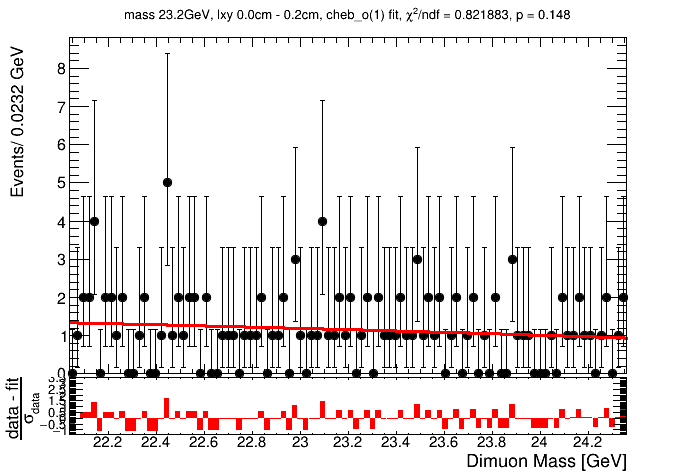 mass 23.2GeV, lxy 0.0cm - 0.2cm, cheb_o(1) fit, χ²/ndf = 0.821883, p = 0.148
Events/ 0.0232 GeV
8
7
6
5
4
3
2
1
0
data - fit
σdata
22.2 22.4 22.6 22.8 23 23.2 23.4 23.6 23.8 24 24.2
Dimuon Mass [GeV]